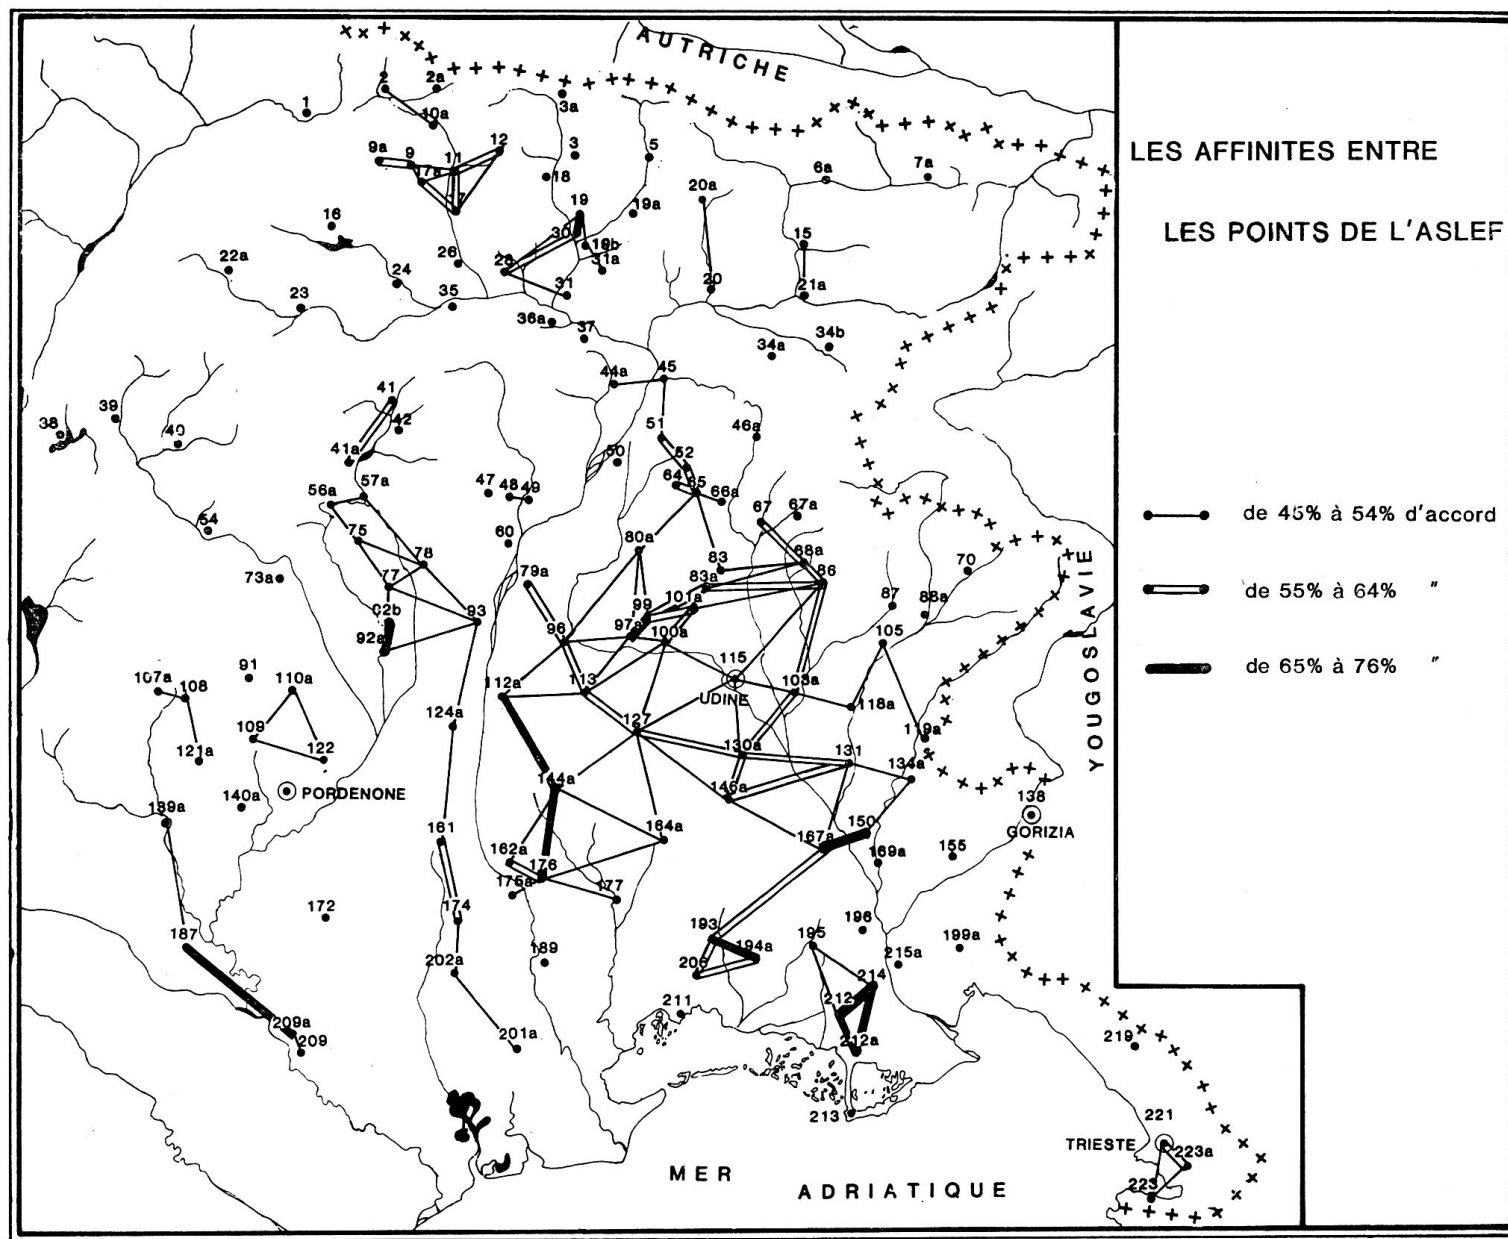 AUTRICHE
LES AFFINITES ENTRE
LES POINTS DE L'ASLEF
de 45% à 54% d'accord
de 55% à 64% "
de 65% à 76% "
YOUGOSLAVIE
2 2a
1 10a 3a
9a 9 11 12 3 5
17a 18 6a 7a
17 19 19a 20a
16 30 19b 15
22a 24 26 28 31a
23 35 31 20 21a
36a 37 34a 34b
44a 45
41 42
39 38 40 51 46a
41a 52 50
57a 47 48 49 64 65 66a
56a 67 67a
54 75 60 80a
78 68a 70
73a 77 79a 83 86
83a 87 88a
92a 93 99 101a
96 97a 100a 105
91 115
107a 108 110a 112a 113 UDINE 103a 118a
124a 127
109 122 119a
121a 130a 131 134a
144a 146a
PORDENONE
140a 138
189a GORIZIA
161 164a 150
162a 167a 169a 155
176 175a 177
172 174 196
187 193 195
202a 189 194a 199a
206 215a 214
211 212
209a 201a 212a 219
209
213
221
TRIESTE 223a
223
MER ADRIATIQUE